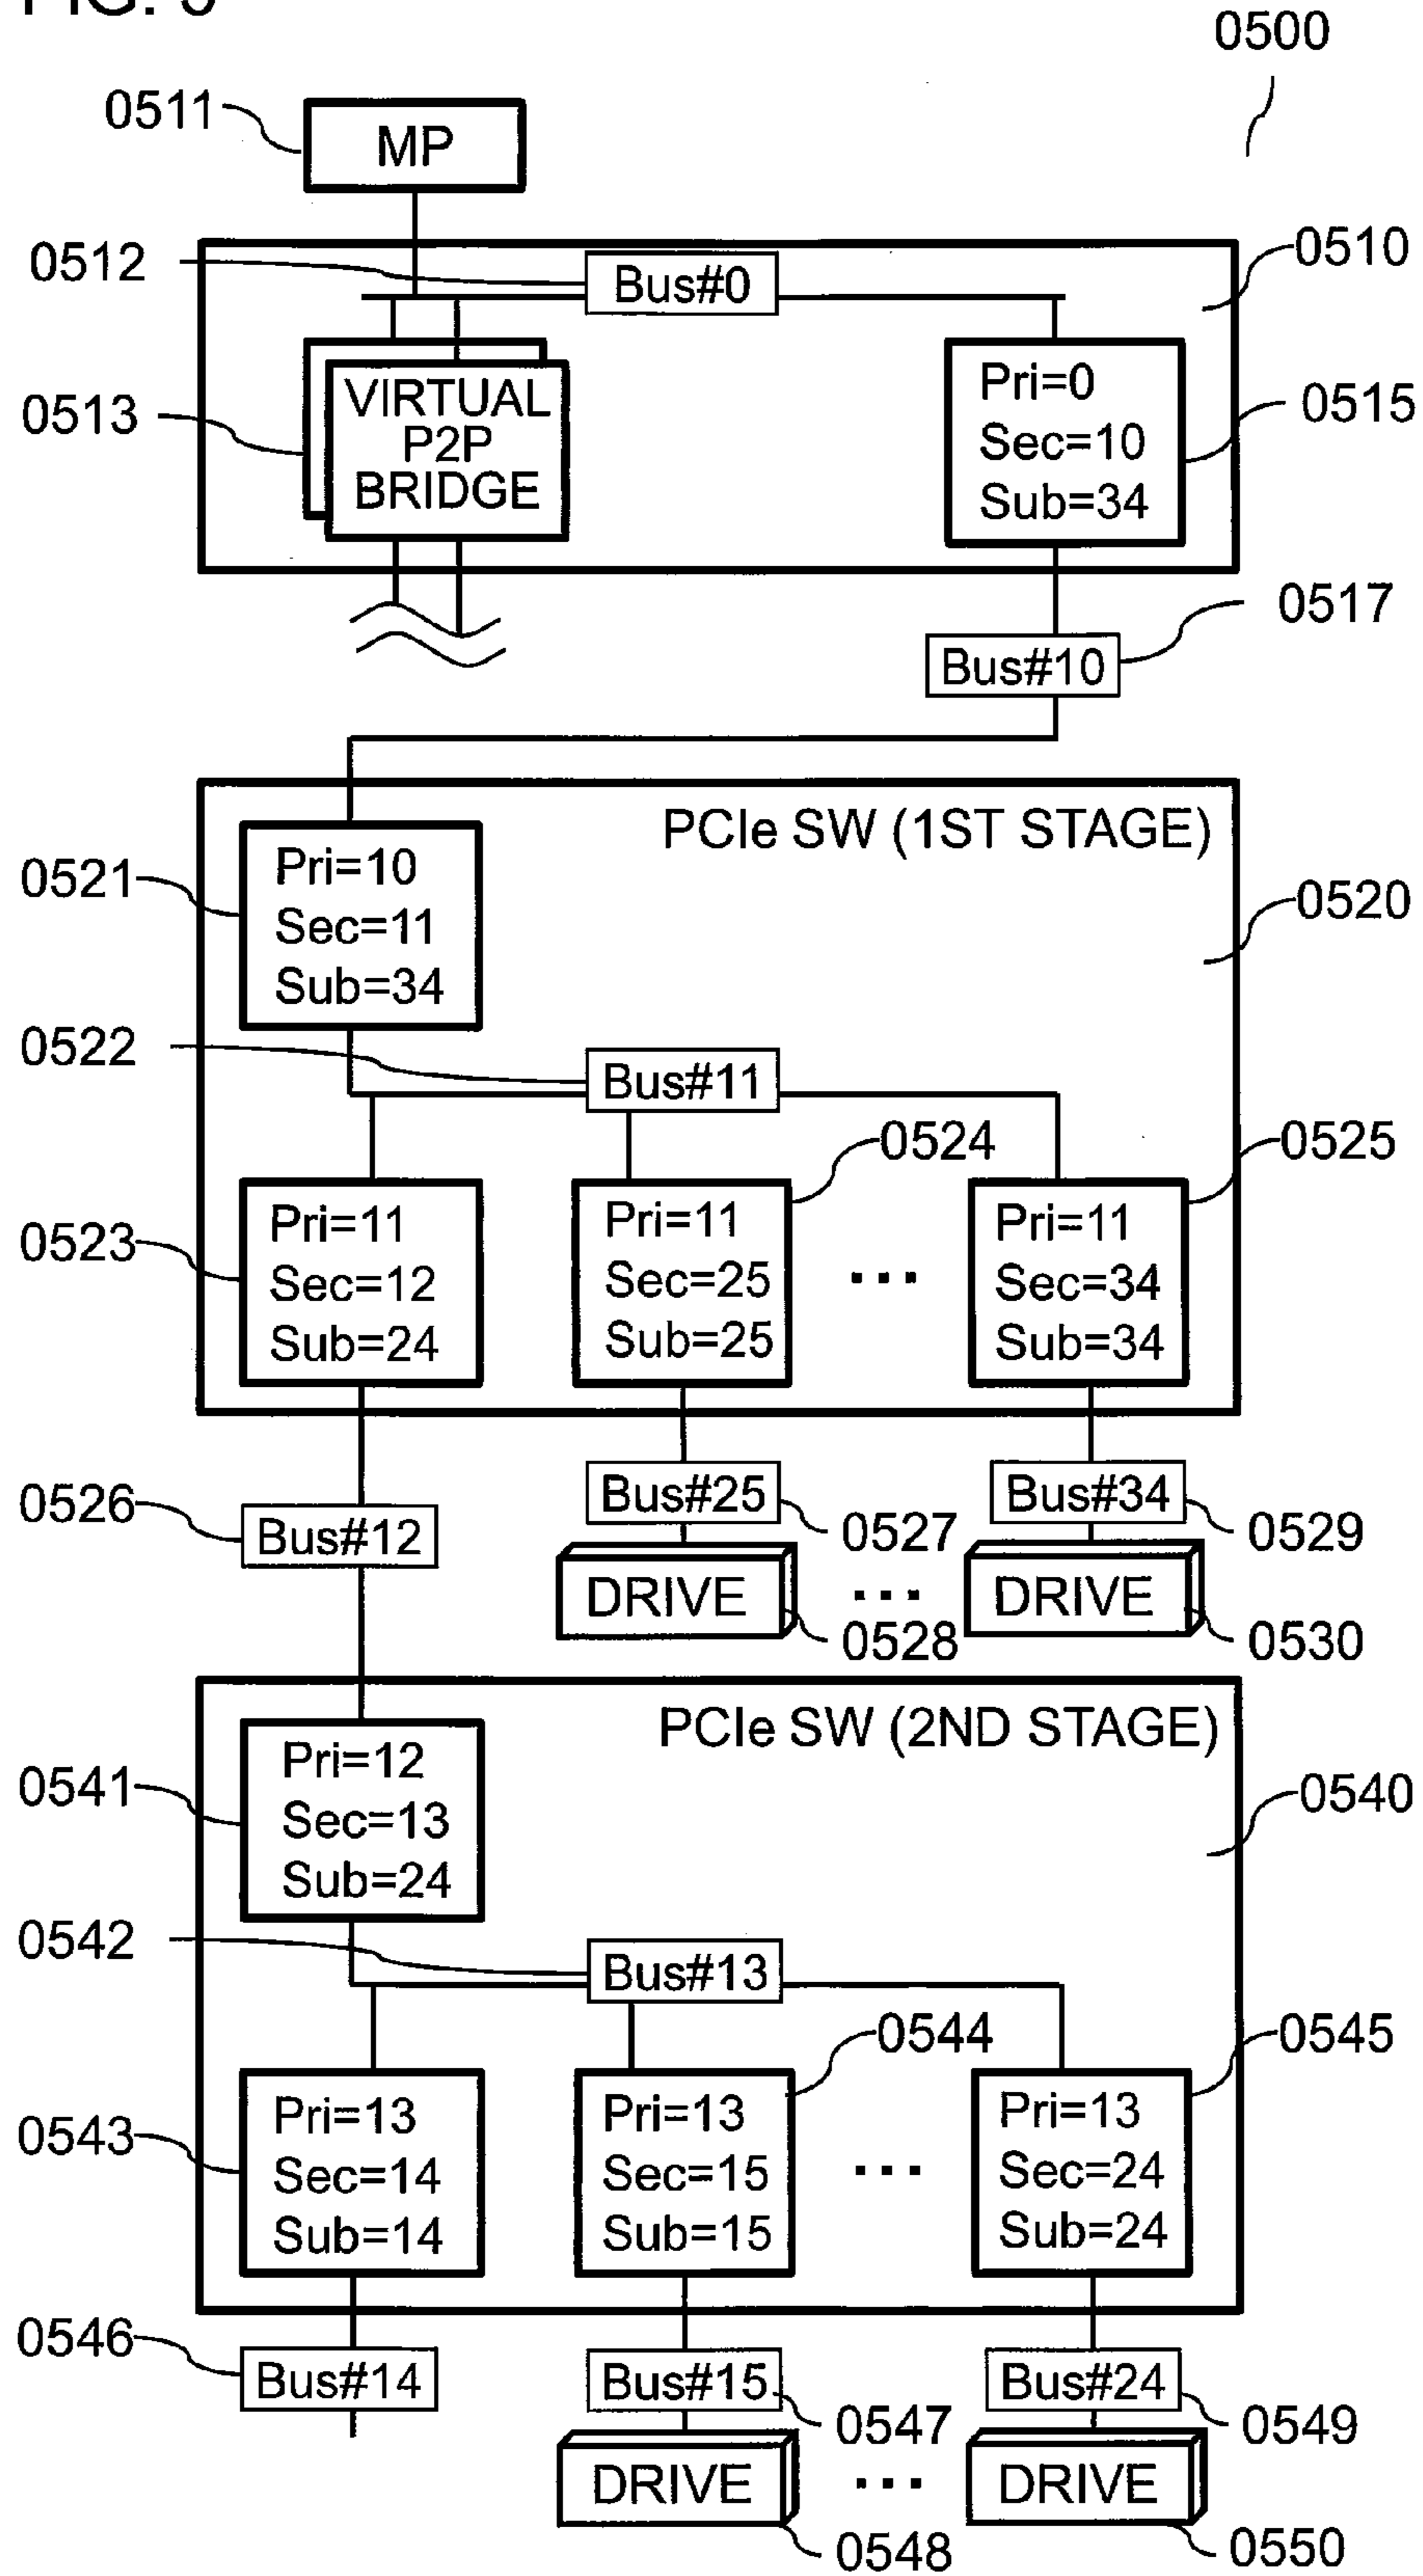 FIG. 5
0500
0511
MP
0512
Bus#0
0510
0513
VIRTUAL
P2P
BRIDGE
Pri=0
Sec=10
Sub=34
0515
0517
Bus#10
PCIe SW (1ST STAGE)
0521
Pri=10
Sec=11
Sub=34
0520
0522
Bus#11
0524
0525
0523
Pri=11
Sec=12
Sub=24
Pri=11
Sec=25
Sub=25
...
Pri=11
Sec=34
Sub=34
0526
Bus#12
Bus#25
0527
Bus#34
0529
DRIVE
0528
...
DRIVE
0530
PCIe SW (2ND STAGE)
0541
Pri=12
Sec=13
Sub=24
0540
0542
Bus#13
0544
0545
0543
Pri=13
Sec=14
Sub=14
Pri=13
Sec=15
Sub=15
...
Pri=13
Sec=24
Sub=24
0546
Bus#14
Bus#15
0547
Bus#24
0549
DRIVE
0548
...
DRIVE
0550